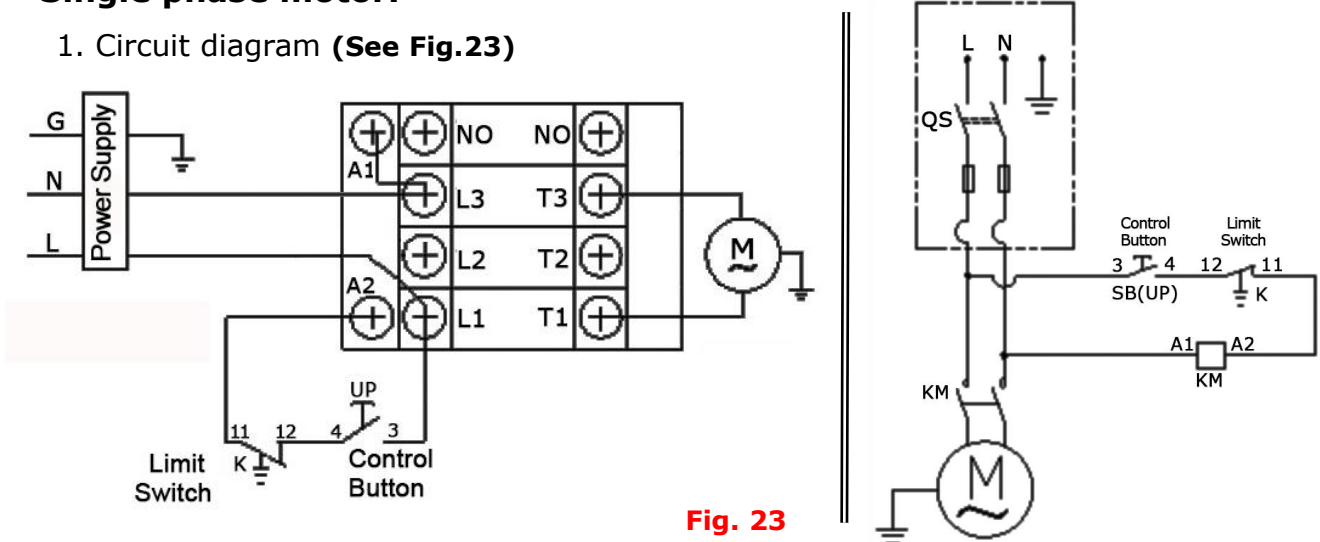 Single phase motor:
1. Circuit diagram (See Fig.23)
G
N
L
Power Supply
A1
NO NO
L3 T3
L2 T2
A2
L1 T1
M
UP
11 12 4 3
K
Limit
Switch
Control
Button
Fig. 23
L N
QS
Control
Button
Limit
Switch
3 4 12 11
SB(UP) K
A1 A2
KM
KM
M